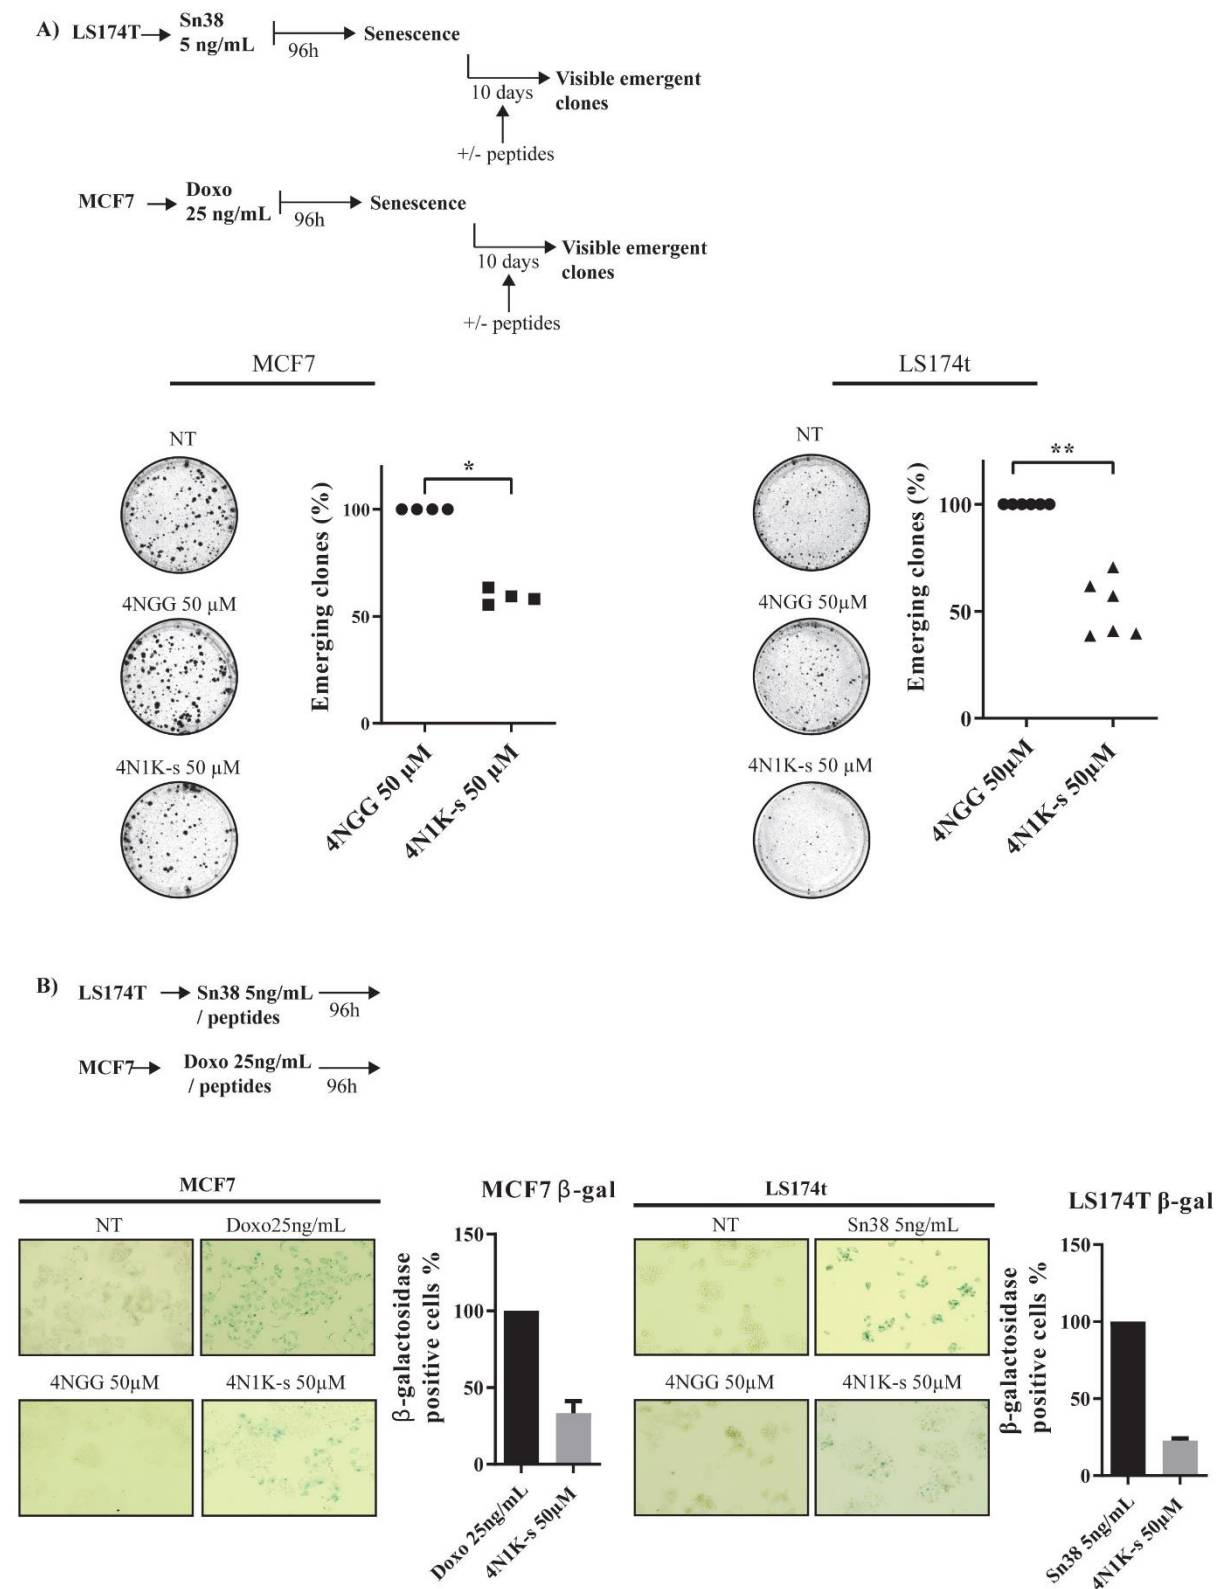 A) LS174T Sn38
5 ng/mL
96h
Senescence
10 days
Visible emergent
clones
+/- peptides
MCF7
Doxo
25 ng/mL
96h
Senescence
10 days
Visible emergent
clones
+/- peptides
MCF7
NT
4NGG 50 µM
4N1K-s 50 µM
Emerging clones (%)
100
50
0
*
4NGG 50 µM
4N1K-s 50 µM
LS174t
NT
4NGG 50µM
4N1K-s 50 µM
Emerging clones (%)
100
50
0
**
4NGG 50µM
4N1K-s 50µM
B) LS174T Sn38 5ng/mL
/ peptides
96h
MCF7 Doxo 25ng/mL
/ peptides
96h
MCF7
NT
Doxo25ng/mL
4NGG 50µM
4N1K-s 50µM
MCF7 β-gal
β-galactosidase
positive cells %
150
100
50
0
Doxo 25ng/mL
4N1K-s 50µM
LS174t
NT
Sn38 5ng/mL
4NGG 50µM
4N1K-s 50µM
LS174T β-gal
β-galactosidase
positive cells %
150
100
50
0
Sn38 5ng/mL
4N1K-s 50µM